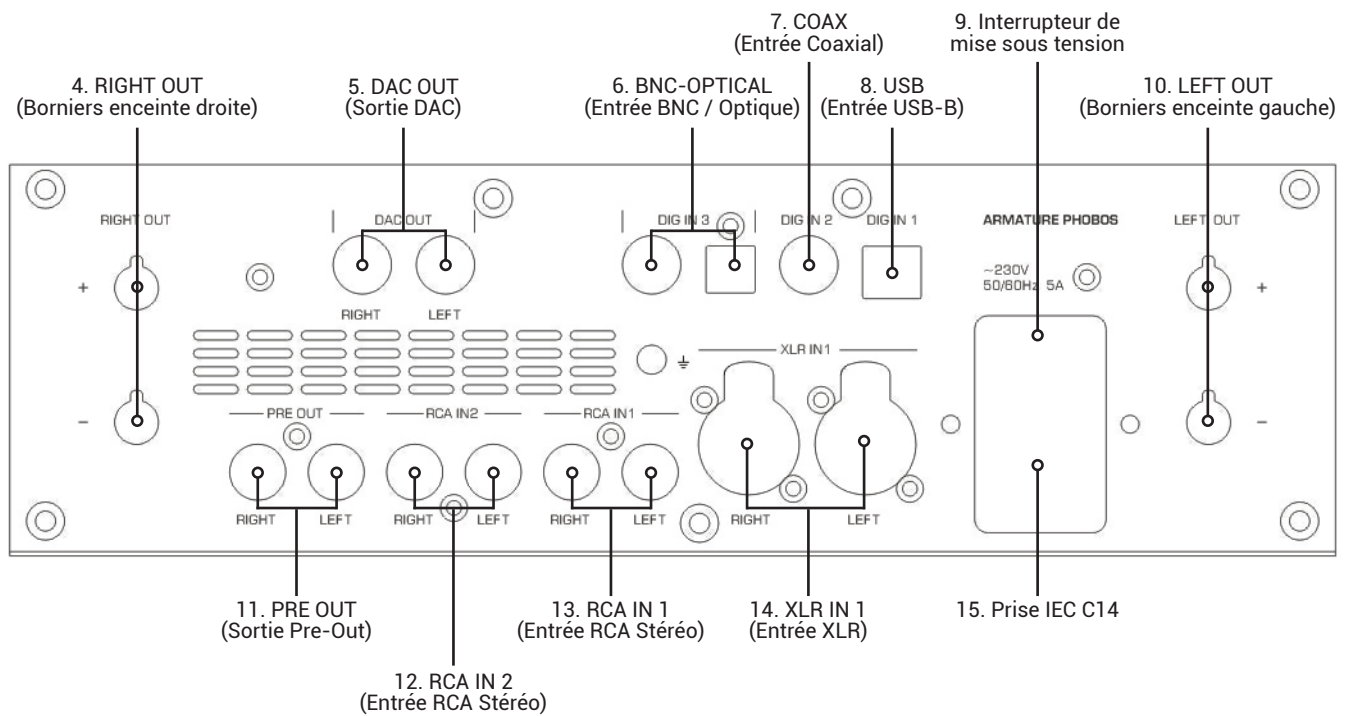 7. COAX
(Entrée Coaxial)
9. Interrupteur de
mise sous tension
4. RIGHT OUT
(Borniers enceinte droite)
5. DAC OUT
(Sortie DAC)
6. BNC-OPTICAL
(Entrée BNC / Optique)
8. USB
(Entrée USB-B)
10. LEFT OUT
(Borniers enceinte gauche)
RIGHT OUT
DAC OUT
DIG IN 3
DIG IN 2
DIG IN 1
ARMATURE PHOBOS
LEFT OUT
~230V
50/60Hz 5A
+
+
RIGHT
LEFT
XLR IN1
PRE OUT
RCA IN2
RCA IN1
-
-
RIGHT
LEFT
RIGHT
LEFT
RIGHT
LEFT
RIGHT
LEFT
11. PRE OUT
(Sortie Pre-Out)
13. RCA IN 1
(Entrée RCA Stéréo)
14. XLR IN 1
(Entrée XLR)
15. Prise IEC C14
12. RCA IN 2
(Entrée RCA Stéréo)